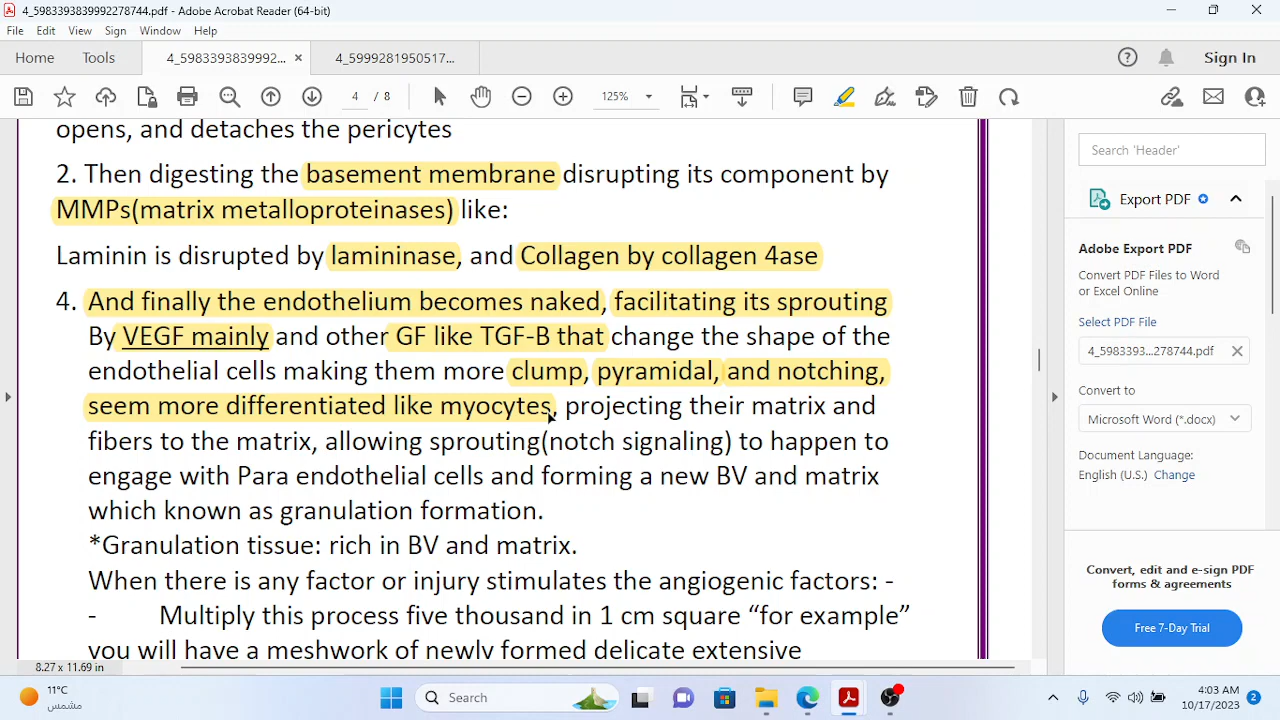 4_5983393839992278744.pdf - Adobe Acrobat Reader (64-bit)
File Edit View Sign Window Help
Home Tools 4_5983393839992... 4_5999281950517... Sign In
4 / 8 125%
opens, and detaches the pericytes
2. Then digesting the basement membrane disrupting its component by
MMPs(matrix metalloproteinases) like:
Laminin is disrupted by lamininase, and Collagen by collagen 4ase
4. And finally the endothelium becomes naked, facilitating its sprouting
By VEGF mainly and other GF like TGF-B that change the shape of the
endothelial cells making them more clump, pyramidal, and notching,
seem more differentiated like myocytes, projecting their matrix and
fibers to the matrix, allowing sprouting(notch signaling) to happen to
engage with Para endothelial cells and forming a new BV and matrix
which known as granulation formation.
*Granulation tissue: rich in BV and matrix.
When there is any factor or injury stimulates the angiogenic factors: -
- Multiply this process five thousand in 1 cm square “for example”
you will have a meshwork of newly formed delicate extensive
8.27 x 11.69 in
Search 'Header'
Export PDF
Adobe Export PDF
Convert PDF Files to Word
or Excel Online
Select PDF File
4_5983393...278744.pdf
Convert to
Microsoft Word (*.docx)
Document Language:
English (U.S.) Change
Convert, edit and e-sign PDF
forms & agreements
Free 7-Day Trial
11°C
مشمس
Search
4:03 AM
10/17/2023
2